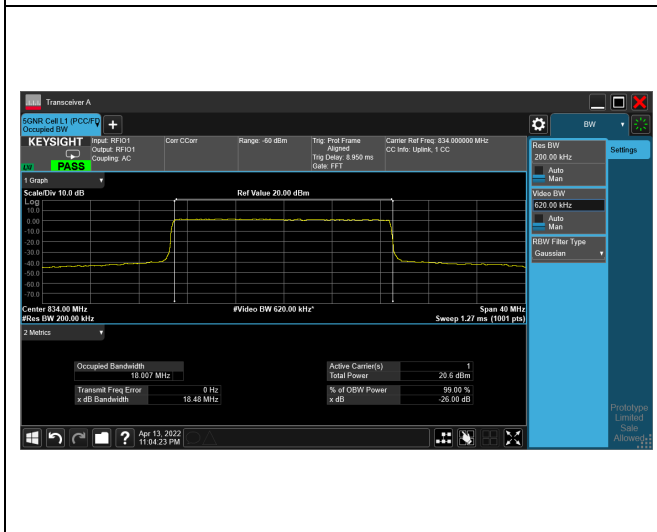 Transceiver A
5GNR Cell L1 (PCC/FD
Occupied BW
BW
KEYSIGHT
PASS
Input: RFIO1
Output: RFIO1
Coupling: AC
Corr CCorr
Range: -60 dBm
Trig: Prot Frame
Aligned
Trig Delay: 8.950 ms
Gate: FFT
Carrier Ref Freq: 834.000000 MHz
CC Info: Uplink, 1 CC
Res BW
200.00 kHz
Auto
Man
Video BW
620.00 kHz
Auto
Man
RBW Filter Type
Gaussian
Settings
1 Graph
Scale/Div 10.0 dB
Ref Value 20.00 dBm
Log
10.0
0.00
-10.0
-20.0
-30.0
-40.0
-50.0
-60.0
-70.0
Center 834.00 MHz
#Video BW 620.00 kHz*
Span 40 MHz
#Res BW 200.00 kHz
Sweep 1.27 ms (1001 pts)
2 Metrics
Occupied Bandwidth
18.007 MHz
Active Carrier(s) 1
Total Power 20.6 dBm
Transmit Freq Error 0 Hz
x dB Bandwidth 18.48 MHz
% of OBW Power 99.00 %
x dB -26.00 dB
Prototype
Limited
Sale
Allowed
?
Apr 13, 2022
11:04:23 PM